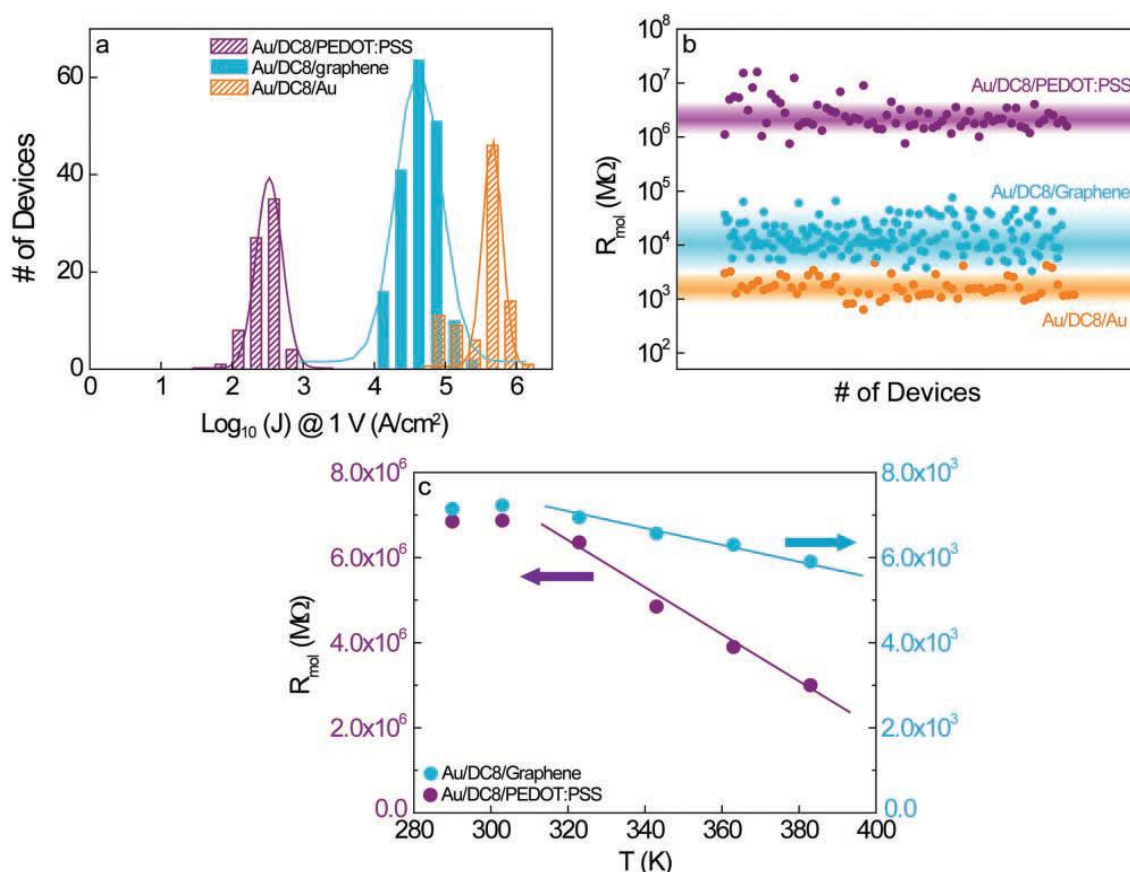 a
Au/DC8/PEDOT:PSS
Au/DC8/graphene
Au/DC8/Au
# of Devices
60
40
20
0
0 1 2 3 4 5 6
Log₁₀ (J) @ 1 V (A/cm²)
b
R_mol (MΩ)
10⁸
10⁷
10⁶
10⁵
10⁴
10³
10²
Au/DC8/PEDOT:PSS
Au/DC8/Graphene
Au/DC8/Au
# of Devices
c
R_mol (MΩ)
8.0x10⁶
6.0x10⁶
4.0x10⁶
2.0x10⁶
0.0
8.0x10³
6.0x10³
4.0x10³
2.0x10³
0.0
Au/DC8/Graphene
Au/DC8/PEDOT:PSS
280 300 320 340 360 380 400
T (K)